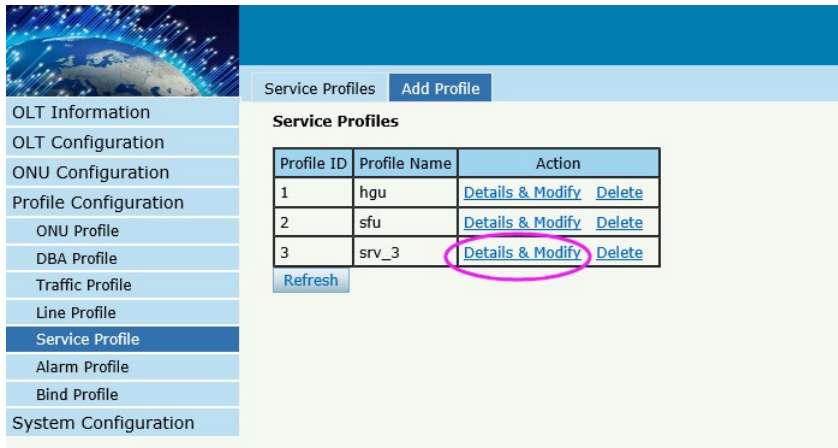 Service Profiles Add Profile
OLT Information
OLT Configuration
ONU Configuration
Profile Configuration
ONU Profile
DBA Profile
Traffic Profile
Line Profile
Service Profile
Alarm Profile
Bind Profile
System Configuration
Service Profiles
Profile ID Profile Name Action
1 hgu Details & Modify Delete
2 sfu Details & Modify Delete
3 srv_3 Details & Modify Delete
Refresh